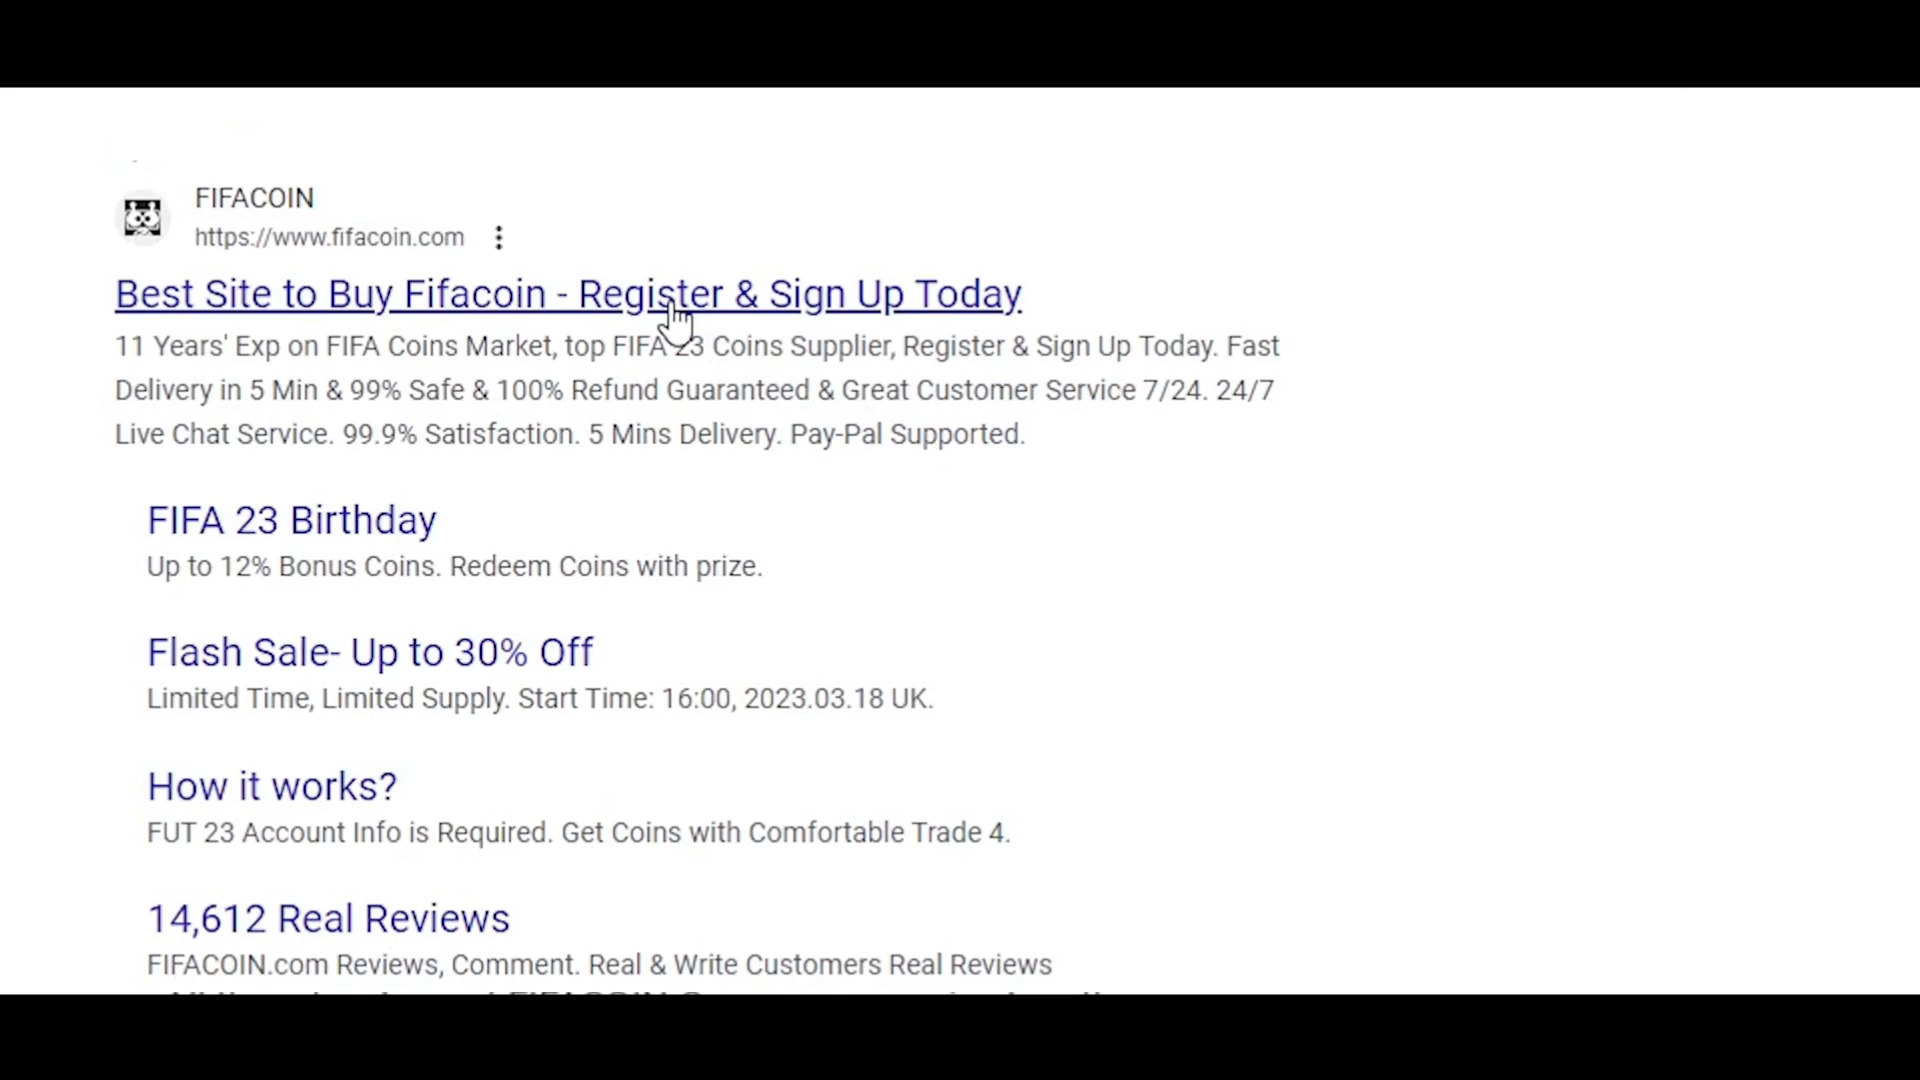 FIFACOIN
https://www.fifacoin.com
Best Site to Buy Fifacoin - Register & Sign Up Today
11 Years' Exp on FIFA Coins Market, top FIFA 23 Coins Supplier, Register & Sign Up Today. Fast
Delivery in 5 Min & 99% Safe & 100% Refund Guaranteed & Great Customer Service 7/24. 24/7
Live Chat Service. 99.9% Satisfaction. 5 Mins Delivery. Pay-Pal Supported.
FIFA 23 Birthday
Up to 12% Bonus Coins. Redeem Coins with prize.
Flash Sale- Up to 30% Off
Limited Time, Limited Supply. Start Time: 16:00, 2023.03.18 UK.
How it works?
FUT 23 Account Info is Required. Get Coins with Comfortable Trade 4.
14,612 Real Reviews
FIFACOIN.com Reviews, Comment. Real & Write Customers Real Reviews